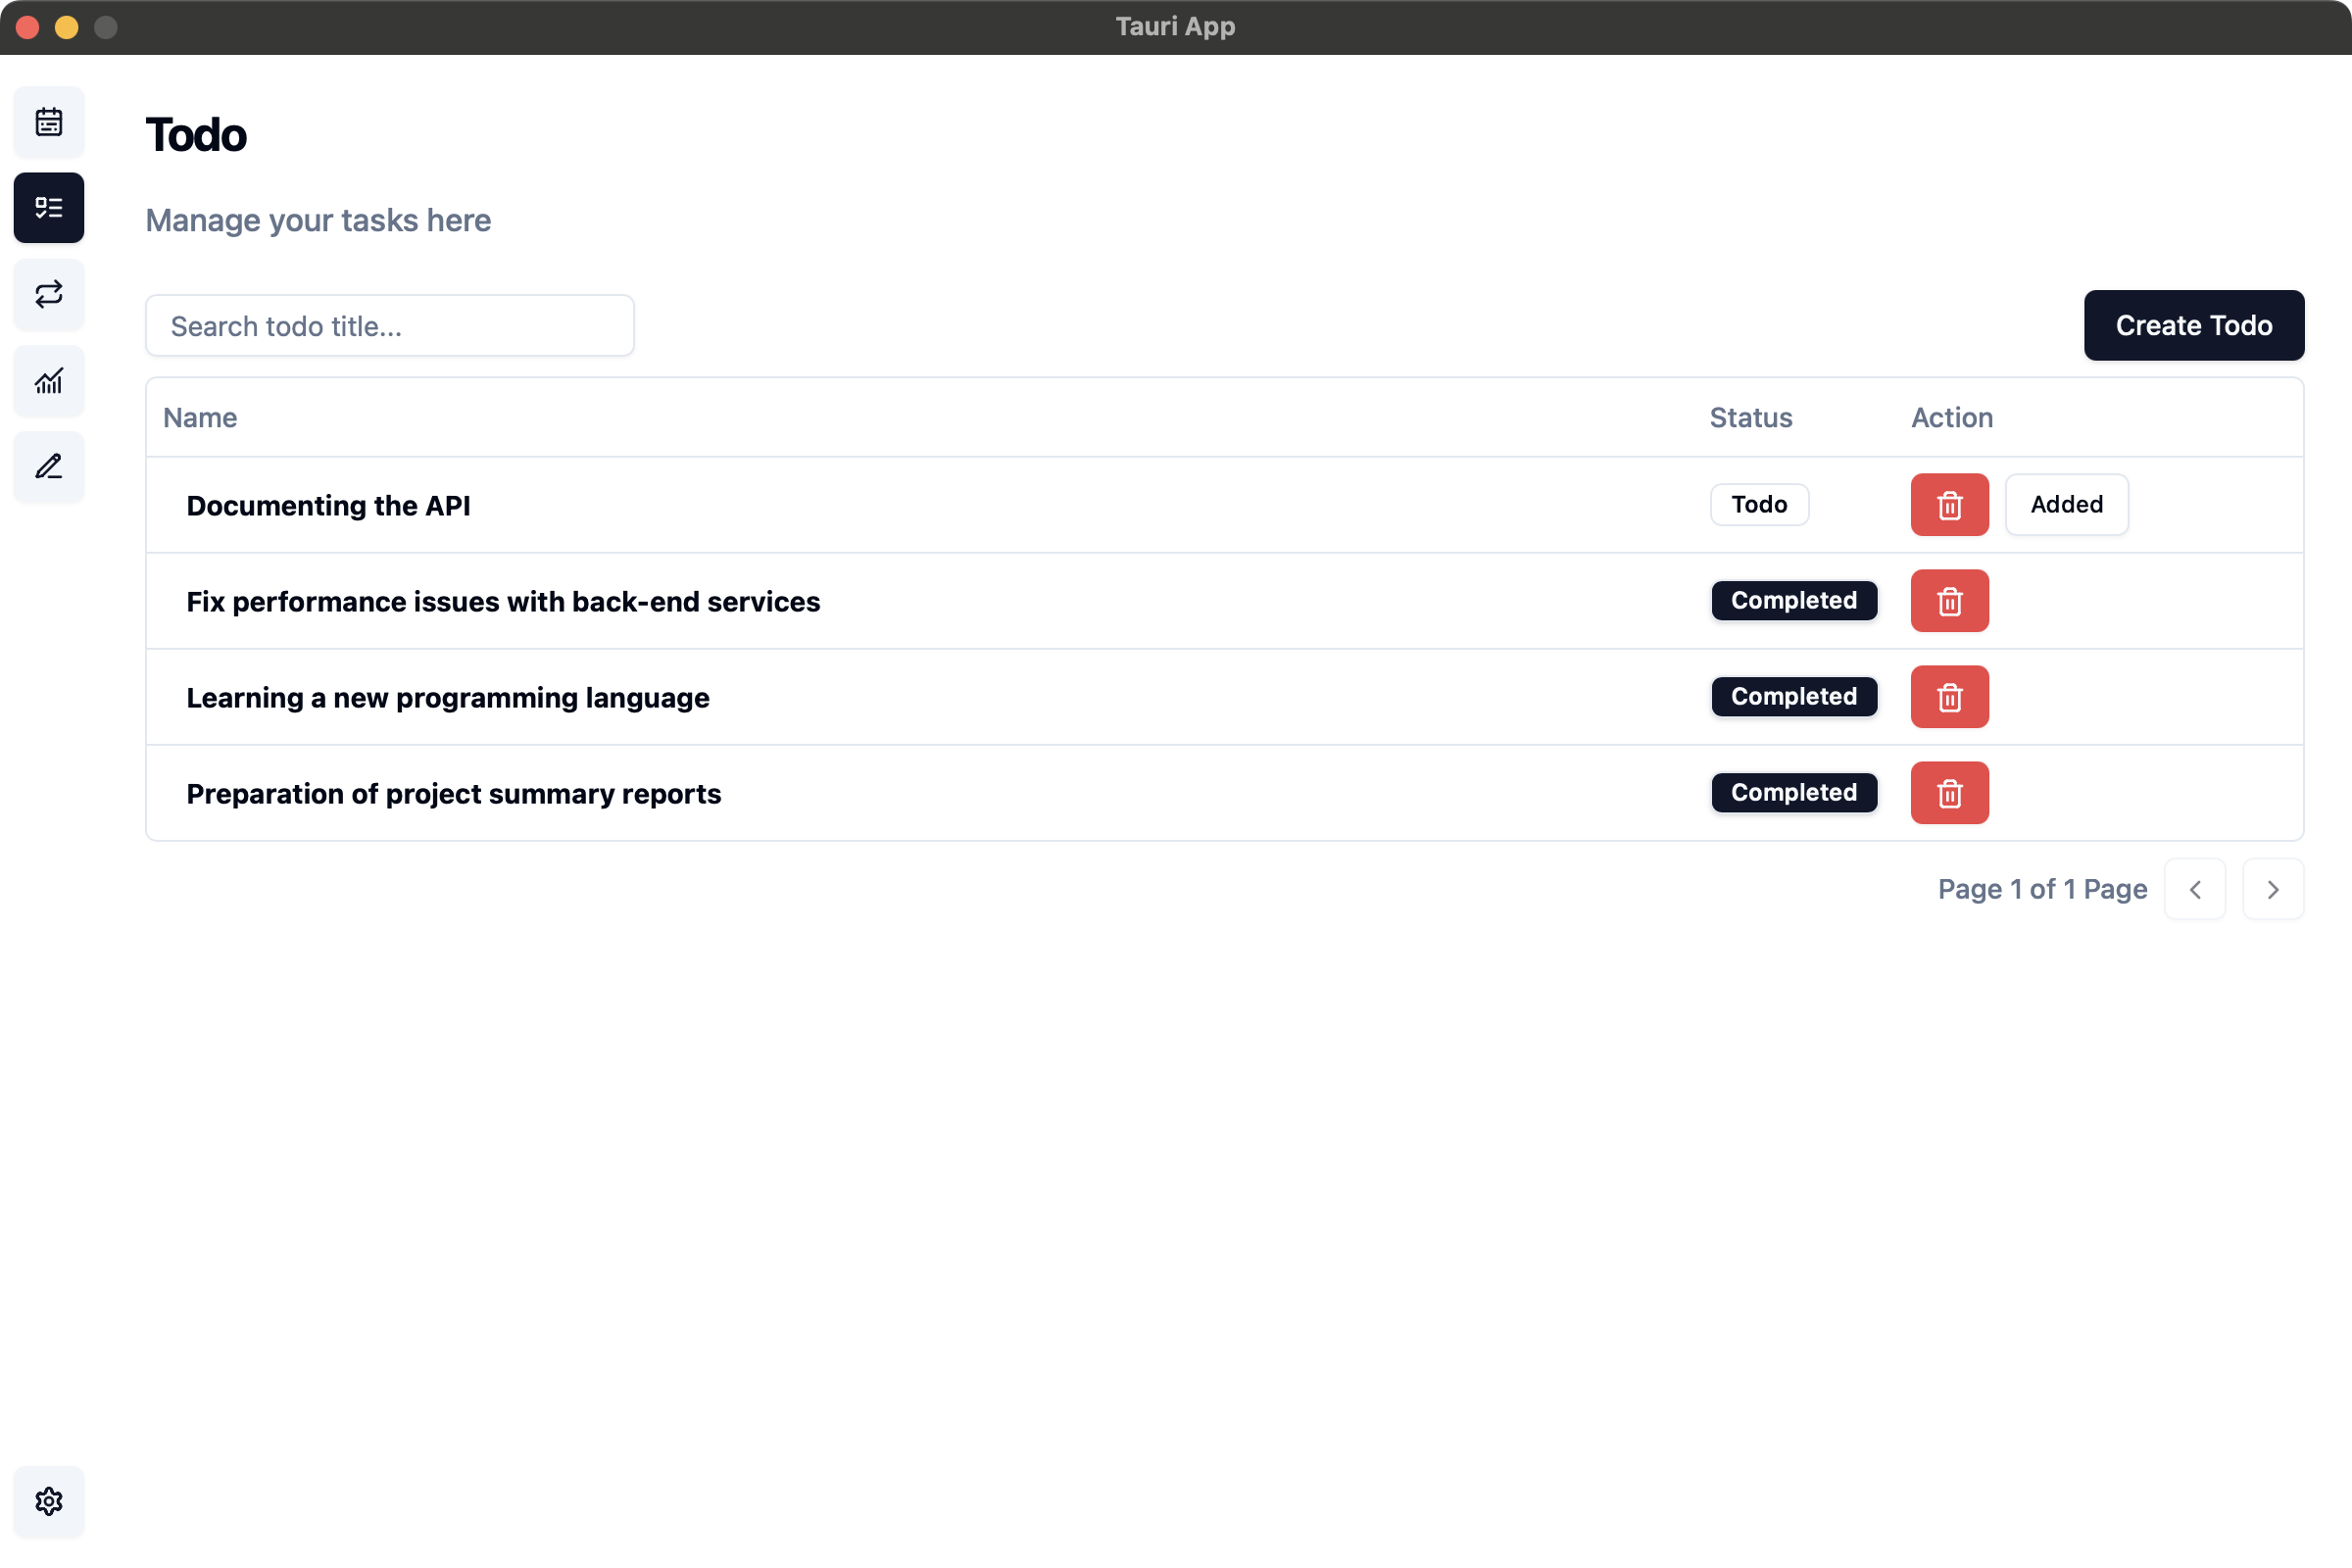 Tauri App
Todo
Manage your tasks here
Search todo title...
Create Todo
Name Status Action
Documenting the API Todo Added
Fix performance issues with back-end services Completed
Learning a new programming language Completed
Preparation of project summary reports Completed
Page 1 of 1 Page